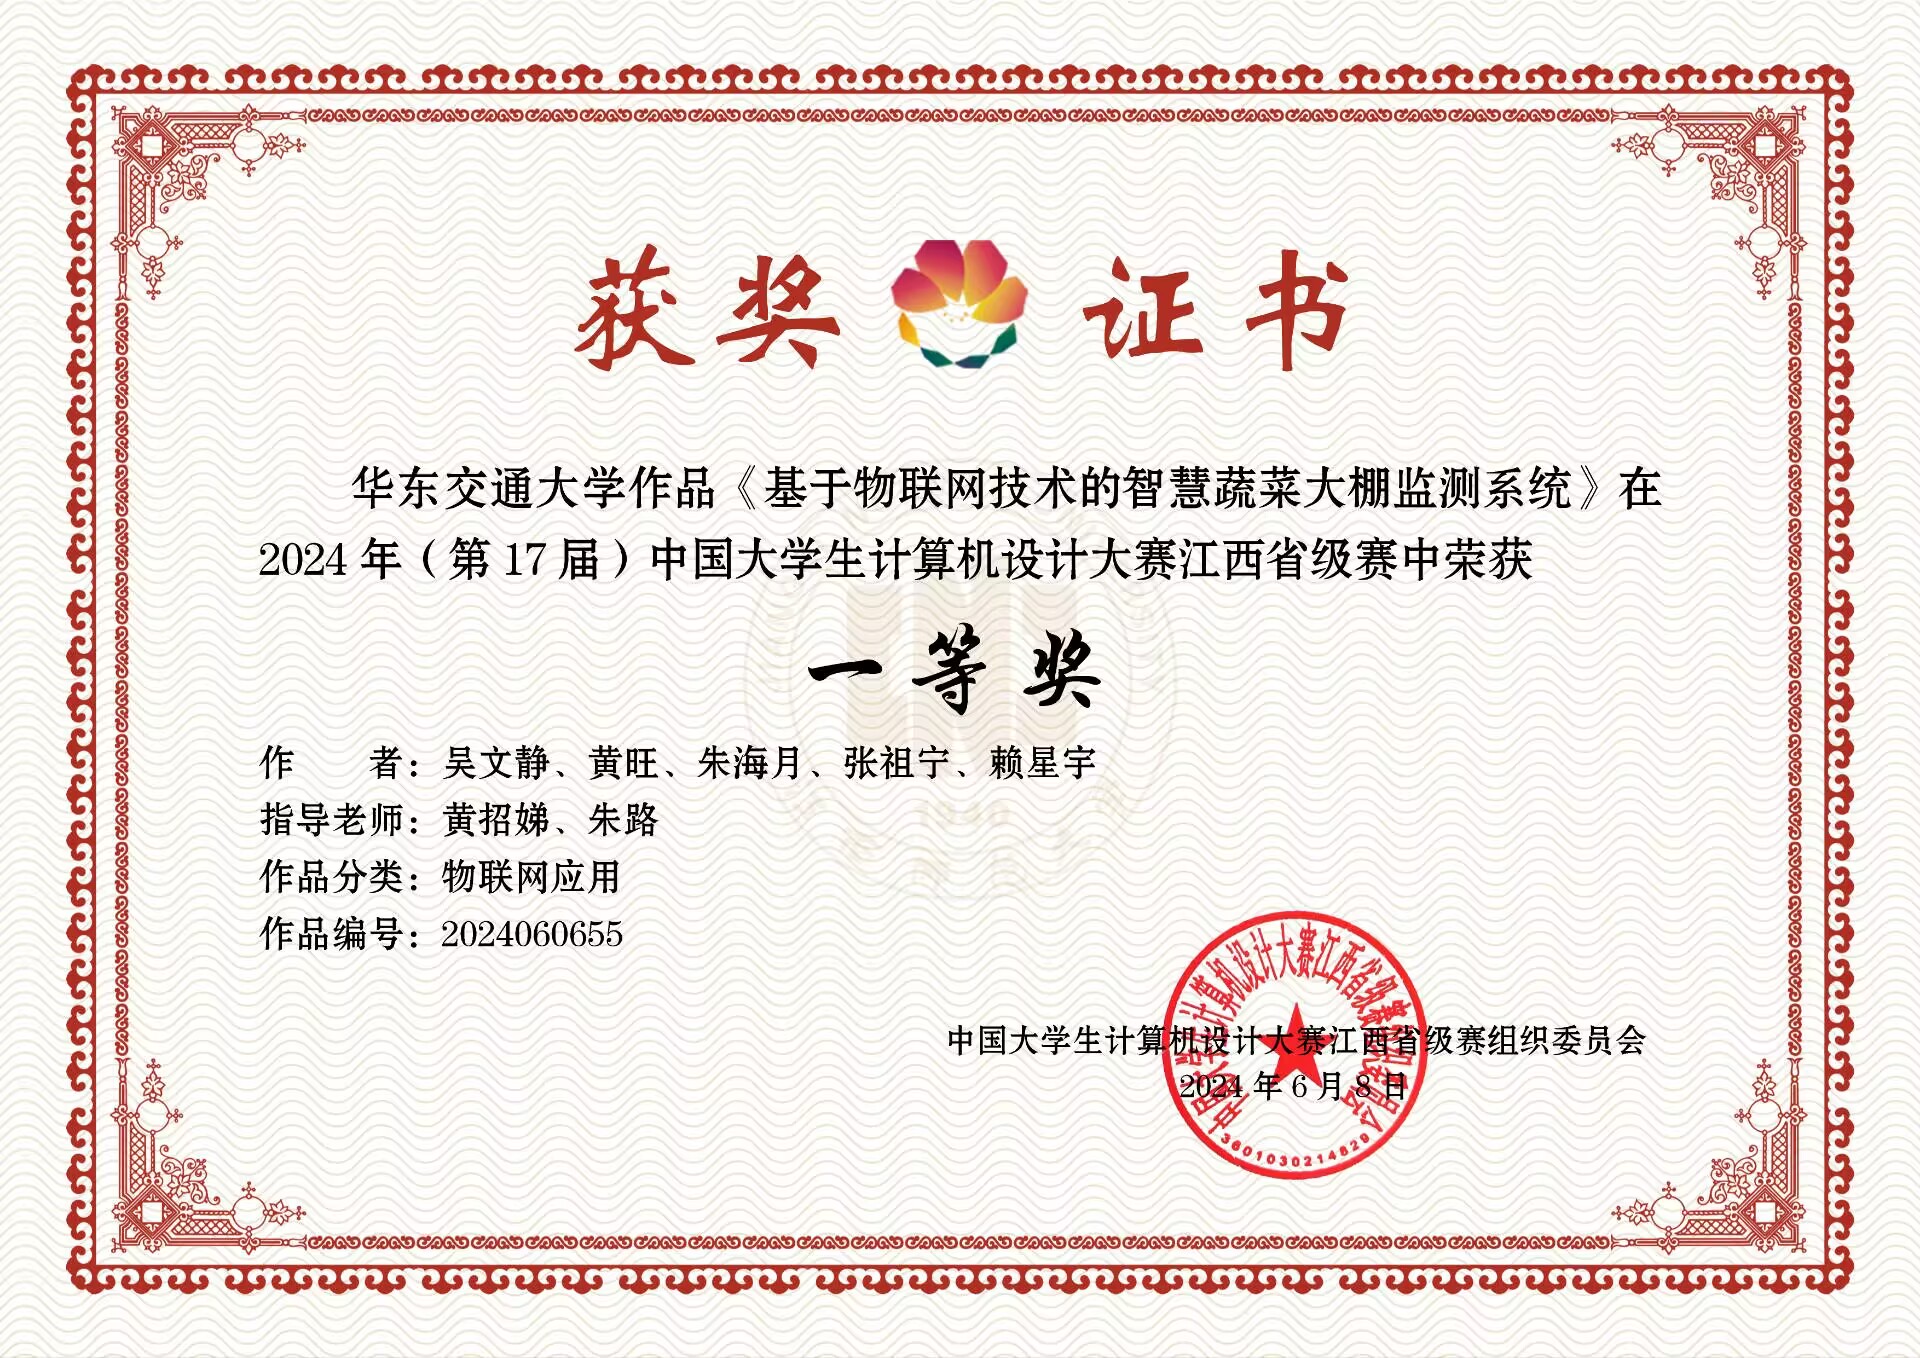 获奖证书
华东交通大学作品《基于物联网技术的智慧蔬菜大棚监测系统》在
2024年（第17届）中国大学生计算机设计大赛江西省级赛中荣获
一等奖
作　　者：吴文静、黄旺、朱海月、张祖宁、赖星宇
指导老师：黄招娣、朱路
作品分类：物联网应用
作品编号：2024060655
中国大学生计算机设计大赛江西省级赛组织委员会
2024年6月8日
中国大学生计算机设计大赛江西省级赛组织委员会
3601030214829